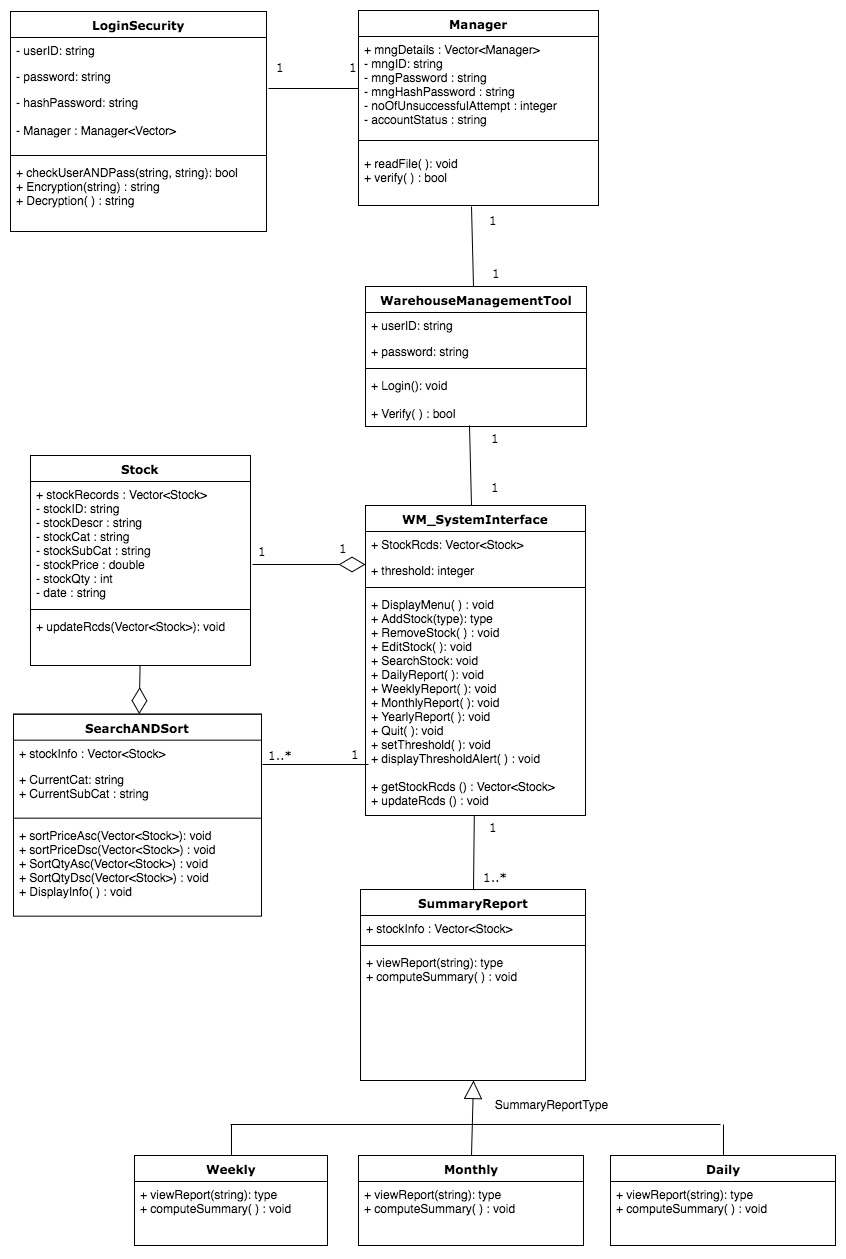 LoginSecurity
- userID: string
- password: string
- hashPassword: string
- Manager : Manager<Vector>
+ checkUserANDPass(string, string): bool
+ Encryption(string) : string
+ Decryption( ) : string
1
1
Manager
+ mngDetails : Vector<Manager>
- mngID: string
- mngPassword : string
- mngHashPassword : string
- noOfUnsuccessfulAttempt : integer
- accountStatus : string
+ readFile( ): void
+ verify( ) : bool
1
1
WarehouseManagementTool
+ userID: string
+ password: string
+ Login(): void
+ Verify( ) : bool
1
1
Stock
+ stockRecords : Vector<Stock>
- stockID: string
- stockDescr : string
- stockCat : string
- stockSubCat : string
- stockPrice : double
- stockQty : int
- date : string
+ updateRcds(Vector<Stock>): void
1
1
WM_SystemInterface
+ StockRcds: Vector<Stock>
+ threshold: integer
+ DisplayMenu( ) : void
+ AddStock(type): type
+ RemoveStock( ) : void
+ EditStock( ): void
+ SearchStock: void
+ DailyReport( ): void
+ WeeklyReport( ): void
+ MonthlyReport( ): void
+ YearlyReport( ): void
+ Quit( ): void
+ setThreshold( ): void
+ displayThresholdAlert( ) : void
+ getStockRcds () : Vector<Stock>
+ updateRcds () : void
SearchANDSort
+ stockInfo : Vector<Stock>
+ CurrentCat: string
+ CurrentSubCat : string
+ sortPriceAsc(Vector<Stock>): void
+ sortPriceDsc(Vector<Stock>) : void
+ SortQtyAsc(Vector<Stock>) : void
+ SortQtyDsc(Vector<Stock>) : void
+ DisplayInfo( ) : void
1..*
1
1
1..*
SummaryReport
+ stockInfo : Vector<Stock>
+ viewReport(string): type
+ computeSummary( ) : void
SummaryReportType
Weekly
+ viewReport(string): type
+ computeSummary( ) : void
Monthly
+ viewReport(string): type
+ computeSummary( ) : void
Daily
+ viewReport(string): type
+ computeSummary( ) : void